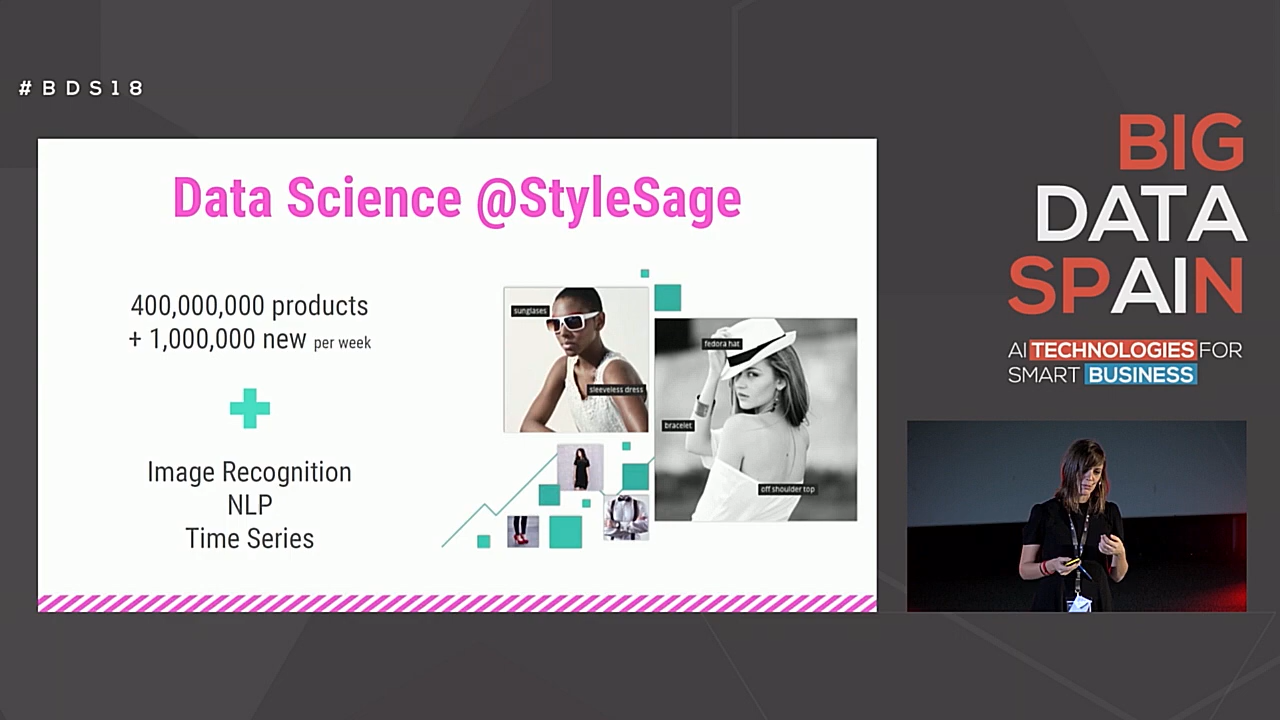 #BDS18
Data Science @StyleSage
400,000,000 products
+ 1,000,000 new per week
Image Recognition
NLP
Time Series
sunglases
sleeveless dress
fedora hat
bracelet
off shoulder top
BIG
DATA
SPAIN
AI TECHNOLOGIES FOR
SMART BUSINESS